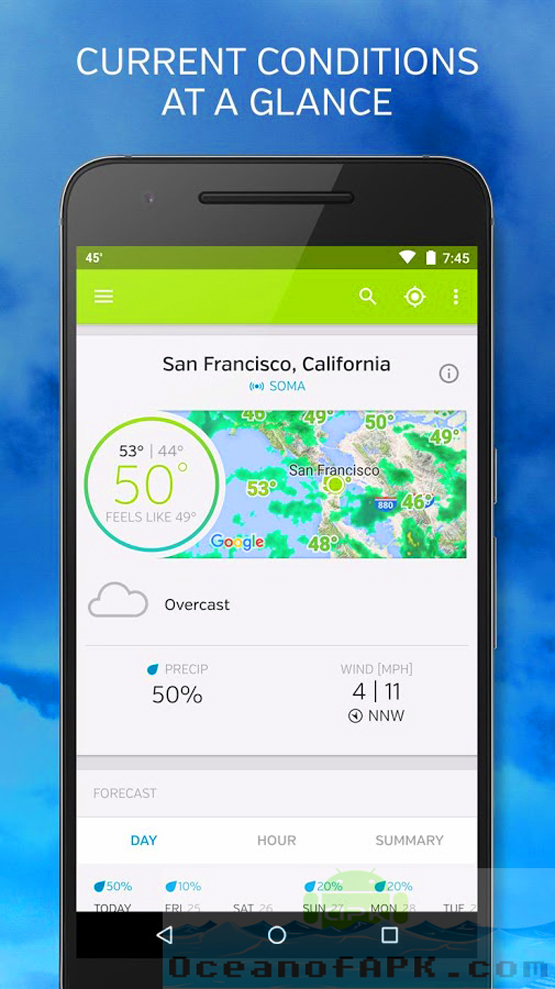 CURRENT CONDITIONS
AT A GLANCE
45'
7:45
San Francisco, California
SOMA
53° | 44°
50°
FEELS LIKE 49°
46°
49°
50°
49°
San Francisco
53°
880
46°
Google
48°
Overcast
PRECIP
50%
WIND [MPH]
4 | 11
NNW
FORECAST
DAY HOUR SUMMARY
50% 10% 20% 20%
TODAY FRI 25 SAT 26 SUN 27 MON 28 TUE 2
OceanofAPK.com